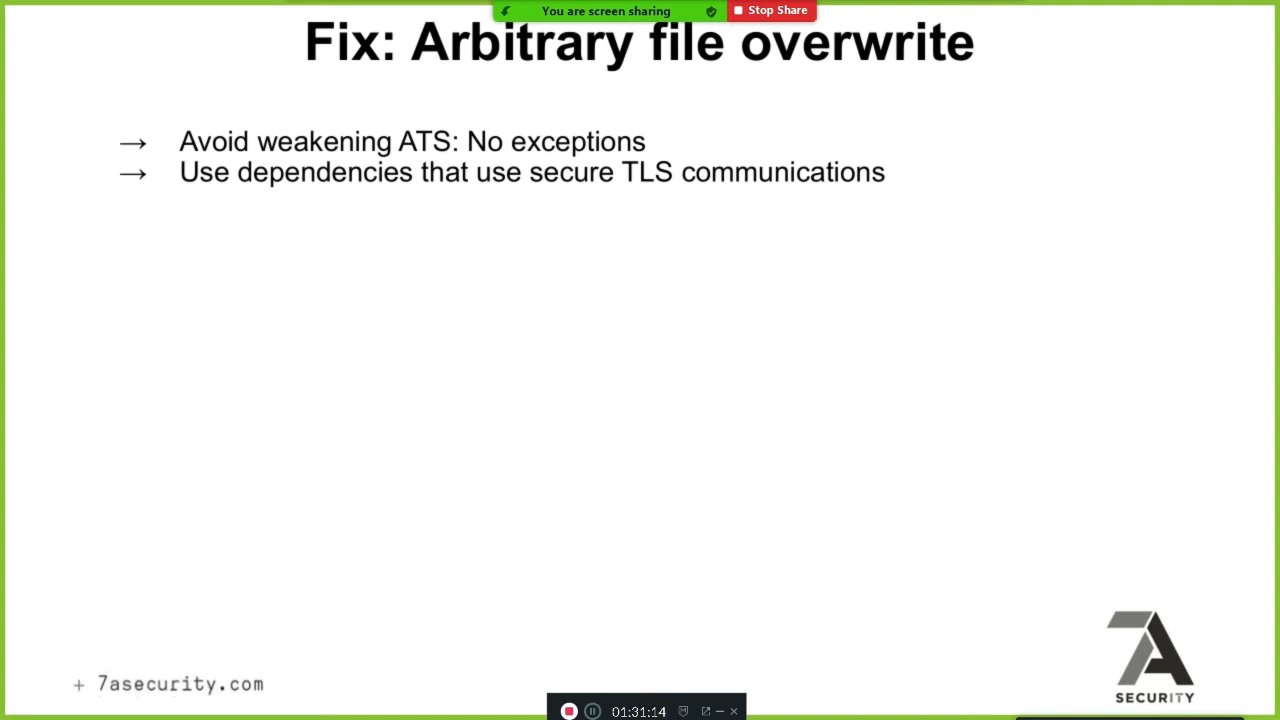 You are screen sharing
Stop Share
Fix: Arbitrary file overwrite
→ Avoid weakening ATS: No exceptions
→ Use dependencies that use secure TLS communications
+ 7asecurity.com
7A
SECURITY
01:31:14